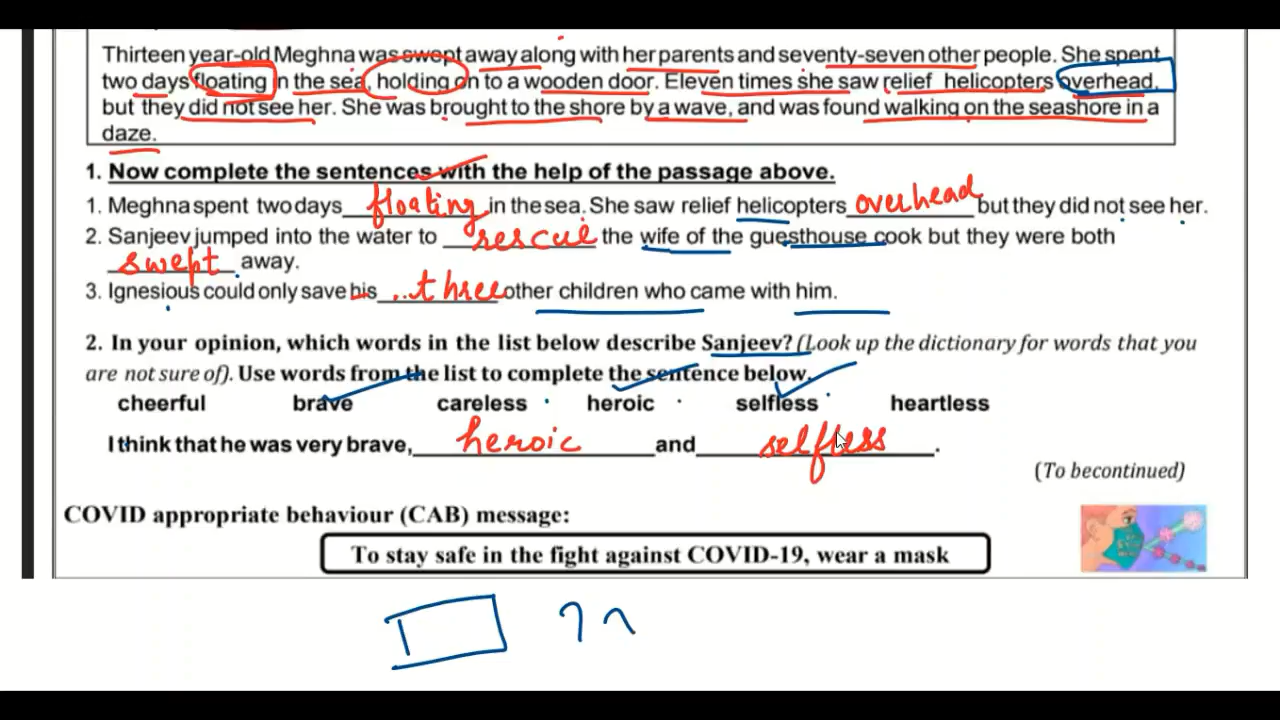 Thirteen year-old Meghna was swept away along with her parents and seventy-seven other people. She spent
two days floating in the sea, holding on to a wooden door. Eleven times she saw relief helicopters overhead,
but they did not see her. She was brought to the shore by a wave, and was found walking on the seashore in a
daze.
1. Now complete the sentences with the help of the passage above.
1. Meghna spent two days floating in the sea. She saw relief helicopters overhead but they did not see her.
2. Sanjeev jumped into the water to rescue the wife of the guesthouse cook but they were both
swept away.
3. Ignesious could only save his ..three other children who came with him.
2. In your opinion, which words in the list below describe Sanjeev? (Look up the dictionary for words that you
are not sure of). Use words from the list to complete the sentence below.
cheerful brave careless heroic selfless heartless
I think that he was very brave, heroic and selfless.
(To becontinued)
COVID appropriate behaviour (CAB) message:
To stay safe in the fight against COVID-19, wear a mask